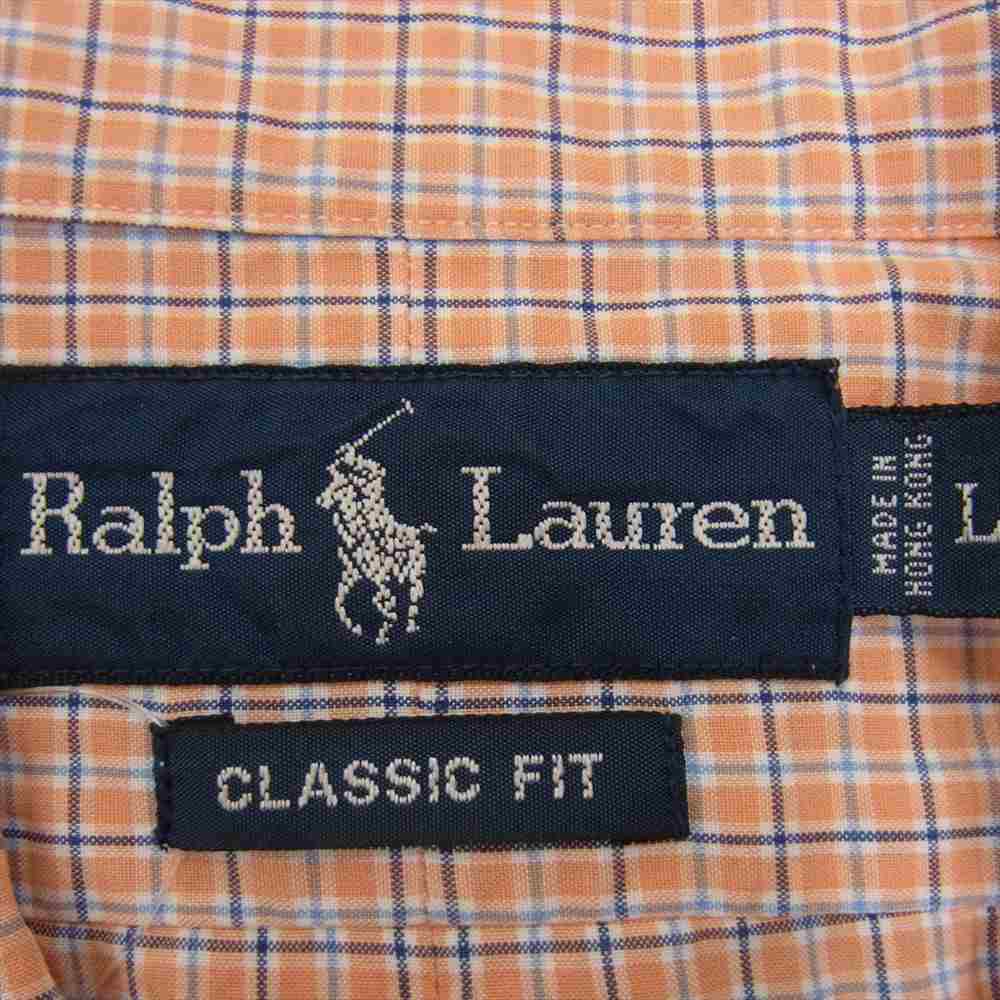 Ralph Lauren
MADE IN
HONG KONG
L
CLASSIC FIT